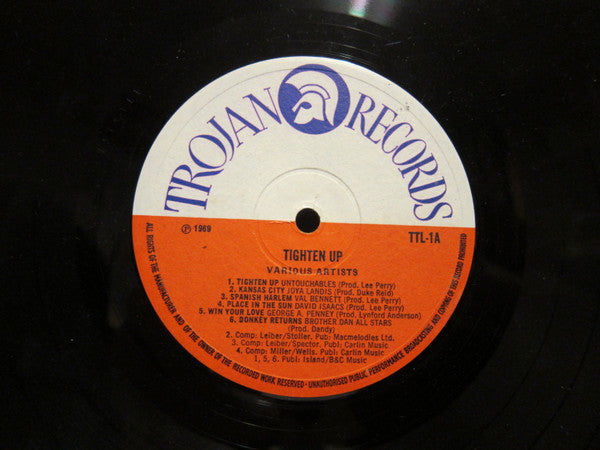 TROJAN RECORDS
℗ 1969
TTL-1A
TIGHTEN UP
VARIOUS ARTISTS
1. TIGHTEN UP UNTOUCHABLES (Prod. Lee Perry)
2. KANSAS CITY JOYA LANDIS (Prod. Duke Reid)
3. SPANISH HARLEM VAL BENNETT (Prod. Lee Perry)
4. PLACE IN THE SUN DAVID ISAACS (Prod. Lee Perry)
5. WIN YOUR LOVE GEORGE A. PENNEY (Prod. Lynford Anderson)
6. DONKEY RETURNS BROTHER DAN ALL STARS
(Prod. Dandy)
2. Comp: Leiber/Stoller. Pub: Macmelodies Ltd.
3. Comp: Leiber/Spector. Publ: Carlin Music
4. Comp: Miller/Wells. Publ: Carlin Music
1, 5, 6. Publ: Island/B&C Music
ALL RIGHTS OF THE MANUFACTURER AND OF THE OWNER OF THE RECORDED WORK RESERVED - UNAUTHORISED PUBLIC PERFORMANCE BROADCASTING AND COPYING OF THIS RECORD PROHIBITED